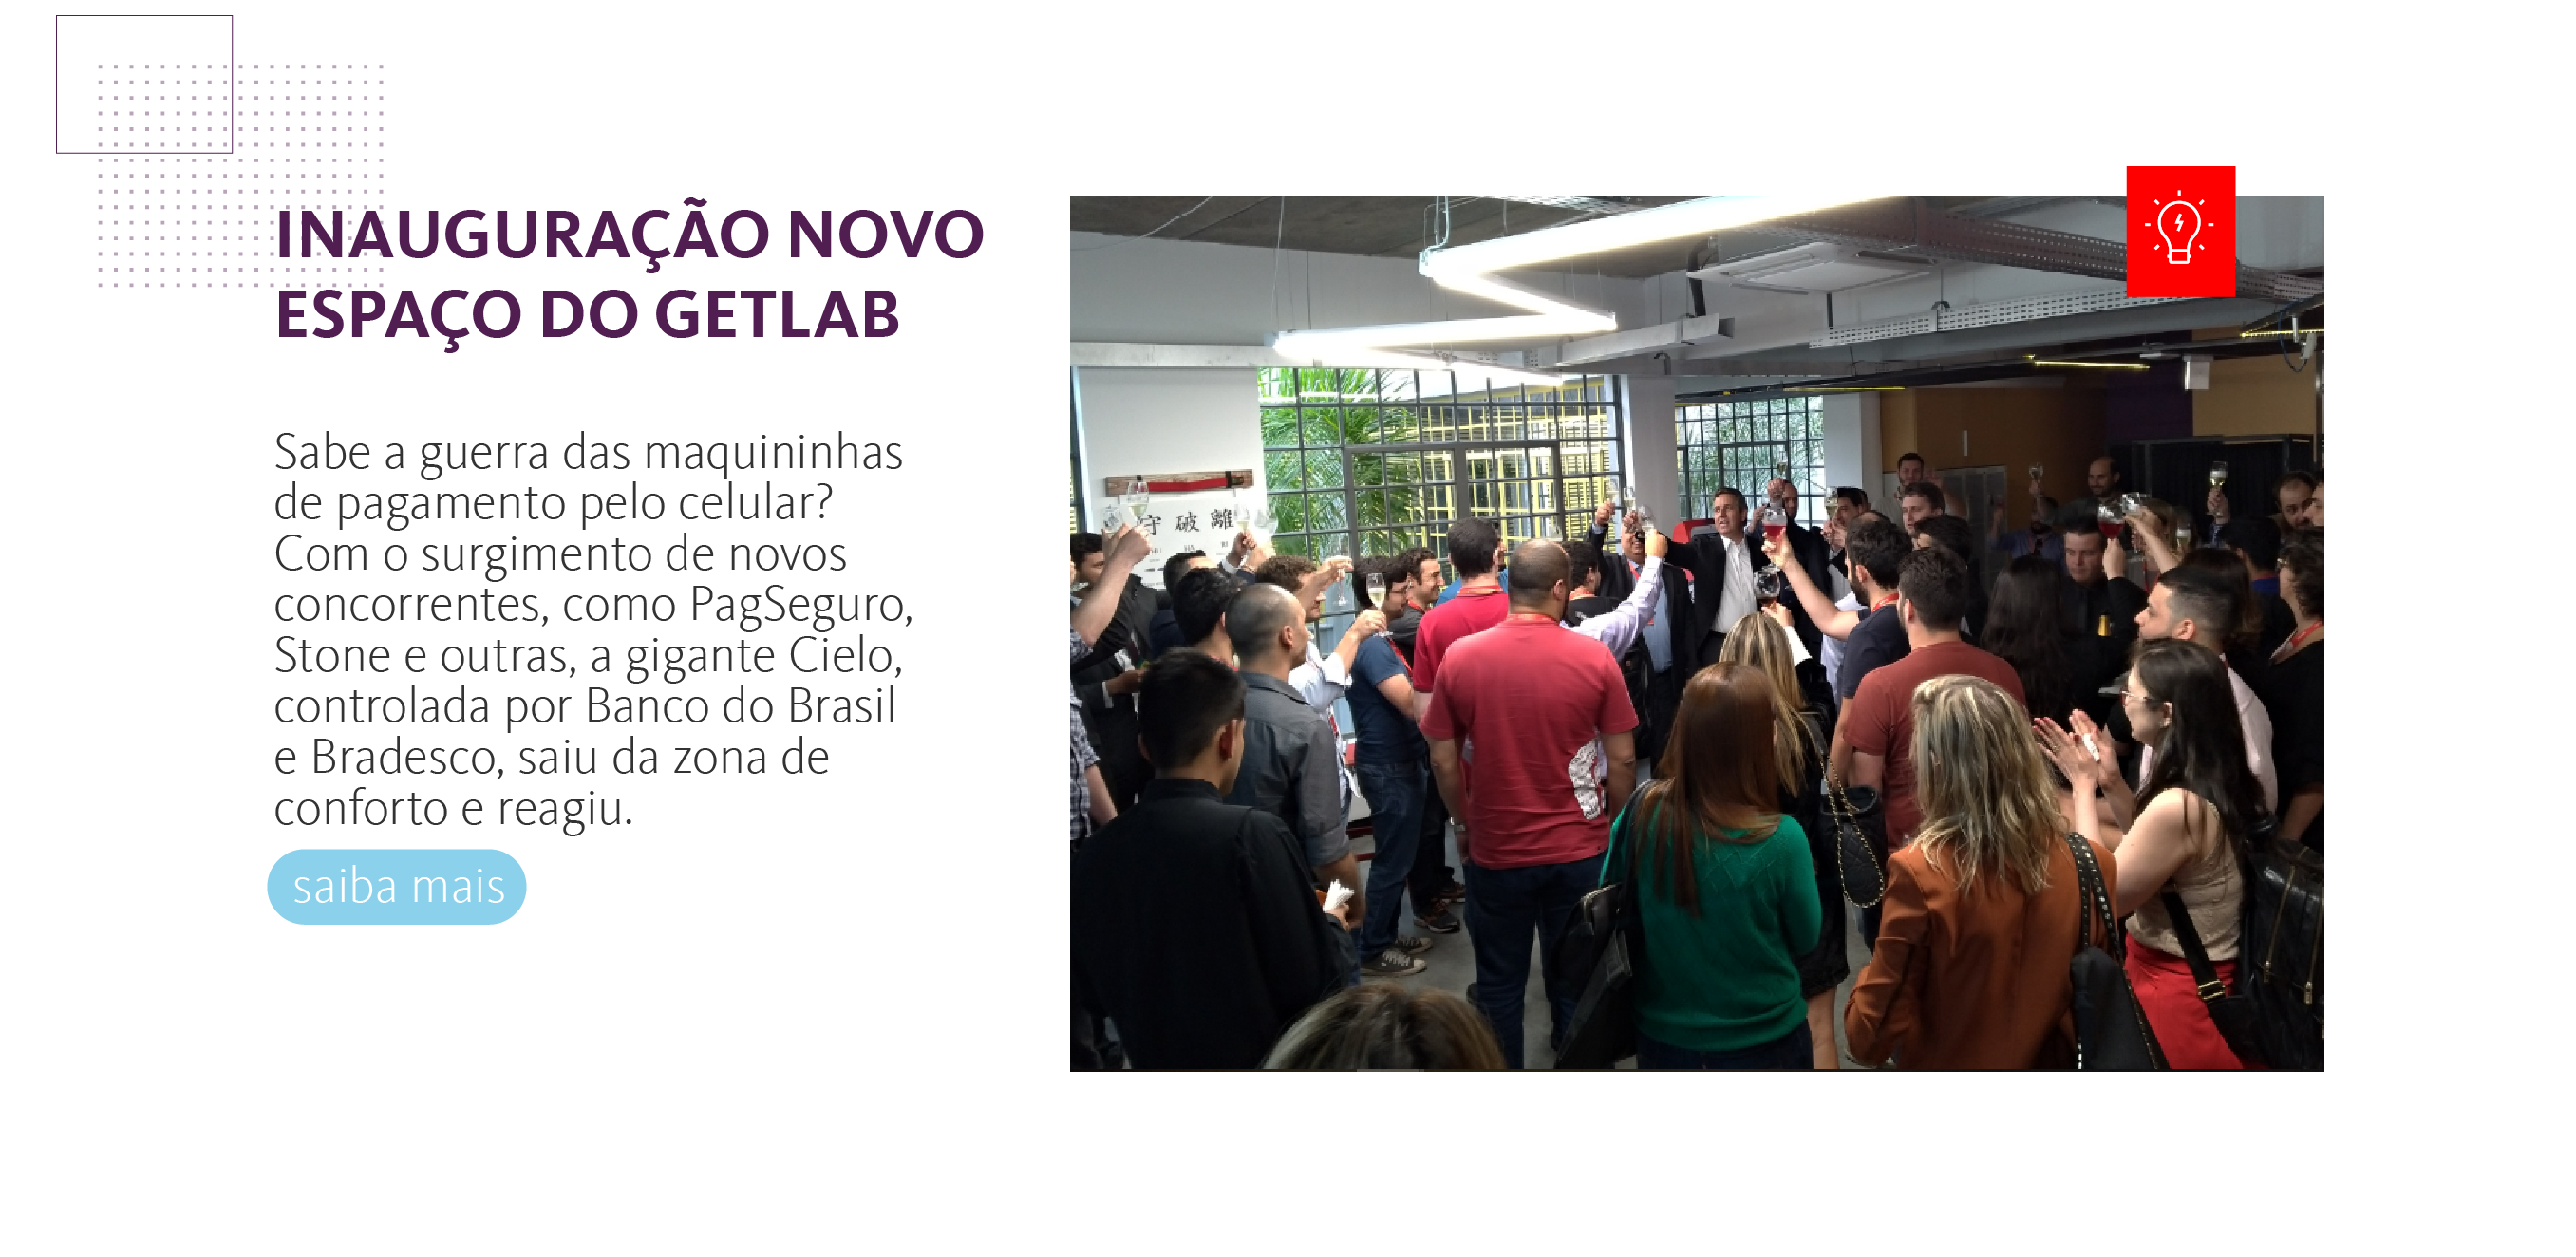 INAUGURAÇÃO NOVO
ESPAÇO DO GETLAB
Sabe a guerra das maquininhas
de pagamento pelo celular?
Com o surgimento de novos
concorrentes, como PagSeguro,
Stone e outras, a gigante Cielo,
controlada por Banco do Brasil
e Bradesco, saiu da zona de
conforto e reagiu.
saiba mais
守 破 離